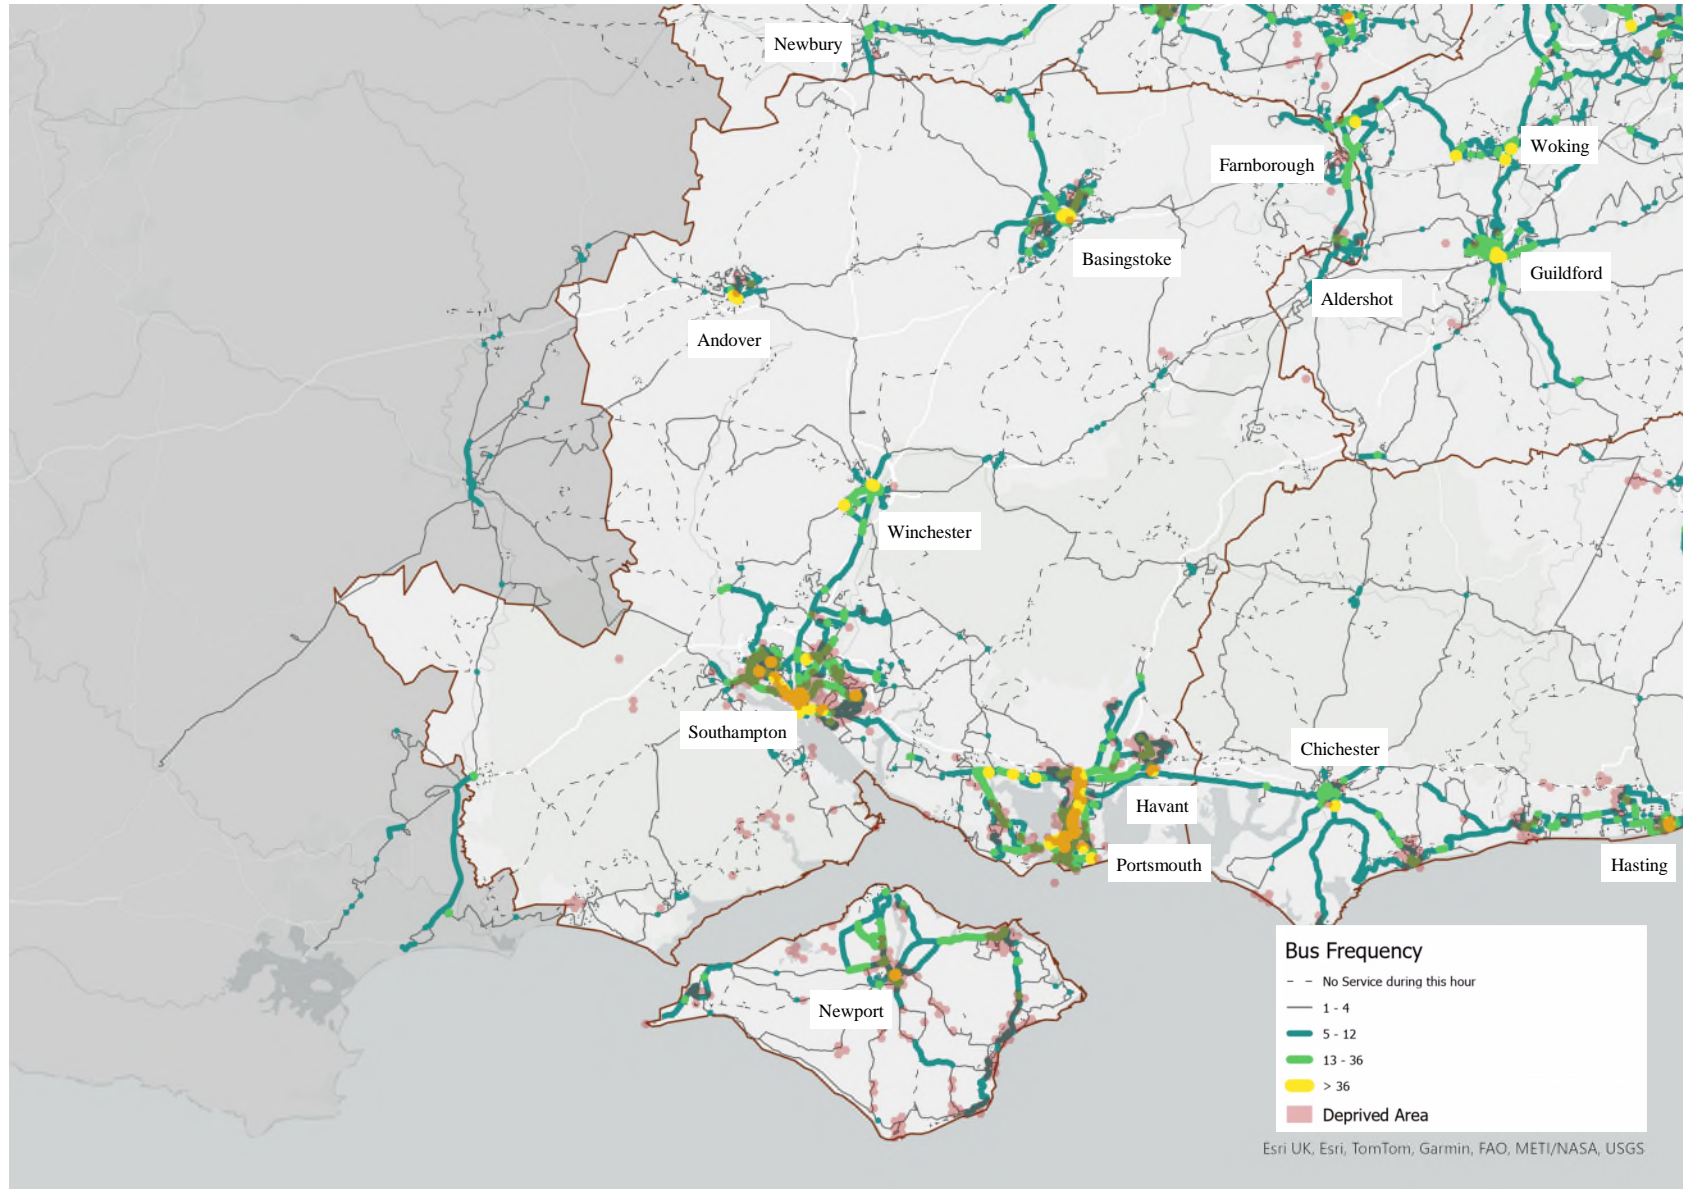 Newbury
Woking
Farnborough
Basingstoke
Guildford
Aldershot
Andover
Winchester
Southampton
Chichester
Havant
Portsmouth
Hasting
Newport
Bus Frequency
No Service during this hour
1 - 4
5 - 12
13 - 36
> 36
Deprived Area
Esri UK, Esri, TomTom, Garmin, FAO, METI/NASA, USGS